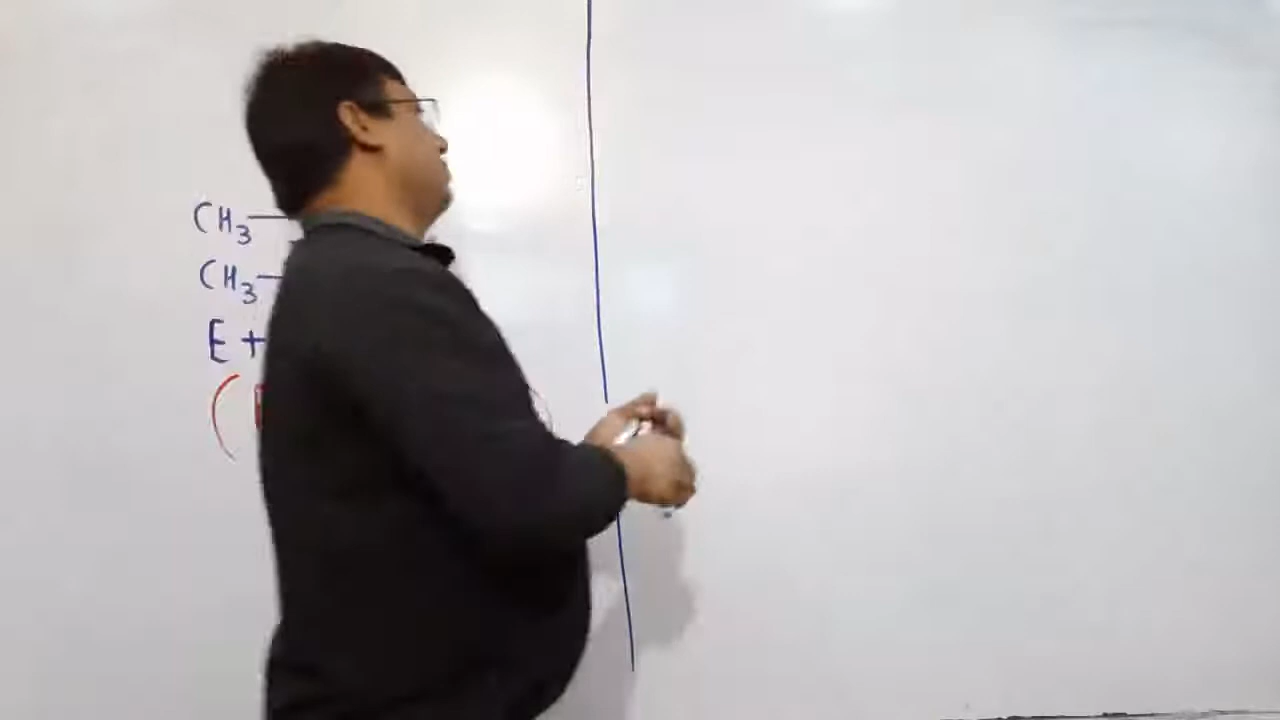 CH3—
CH3—
E +
(